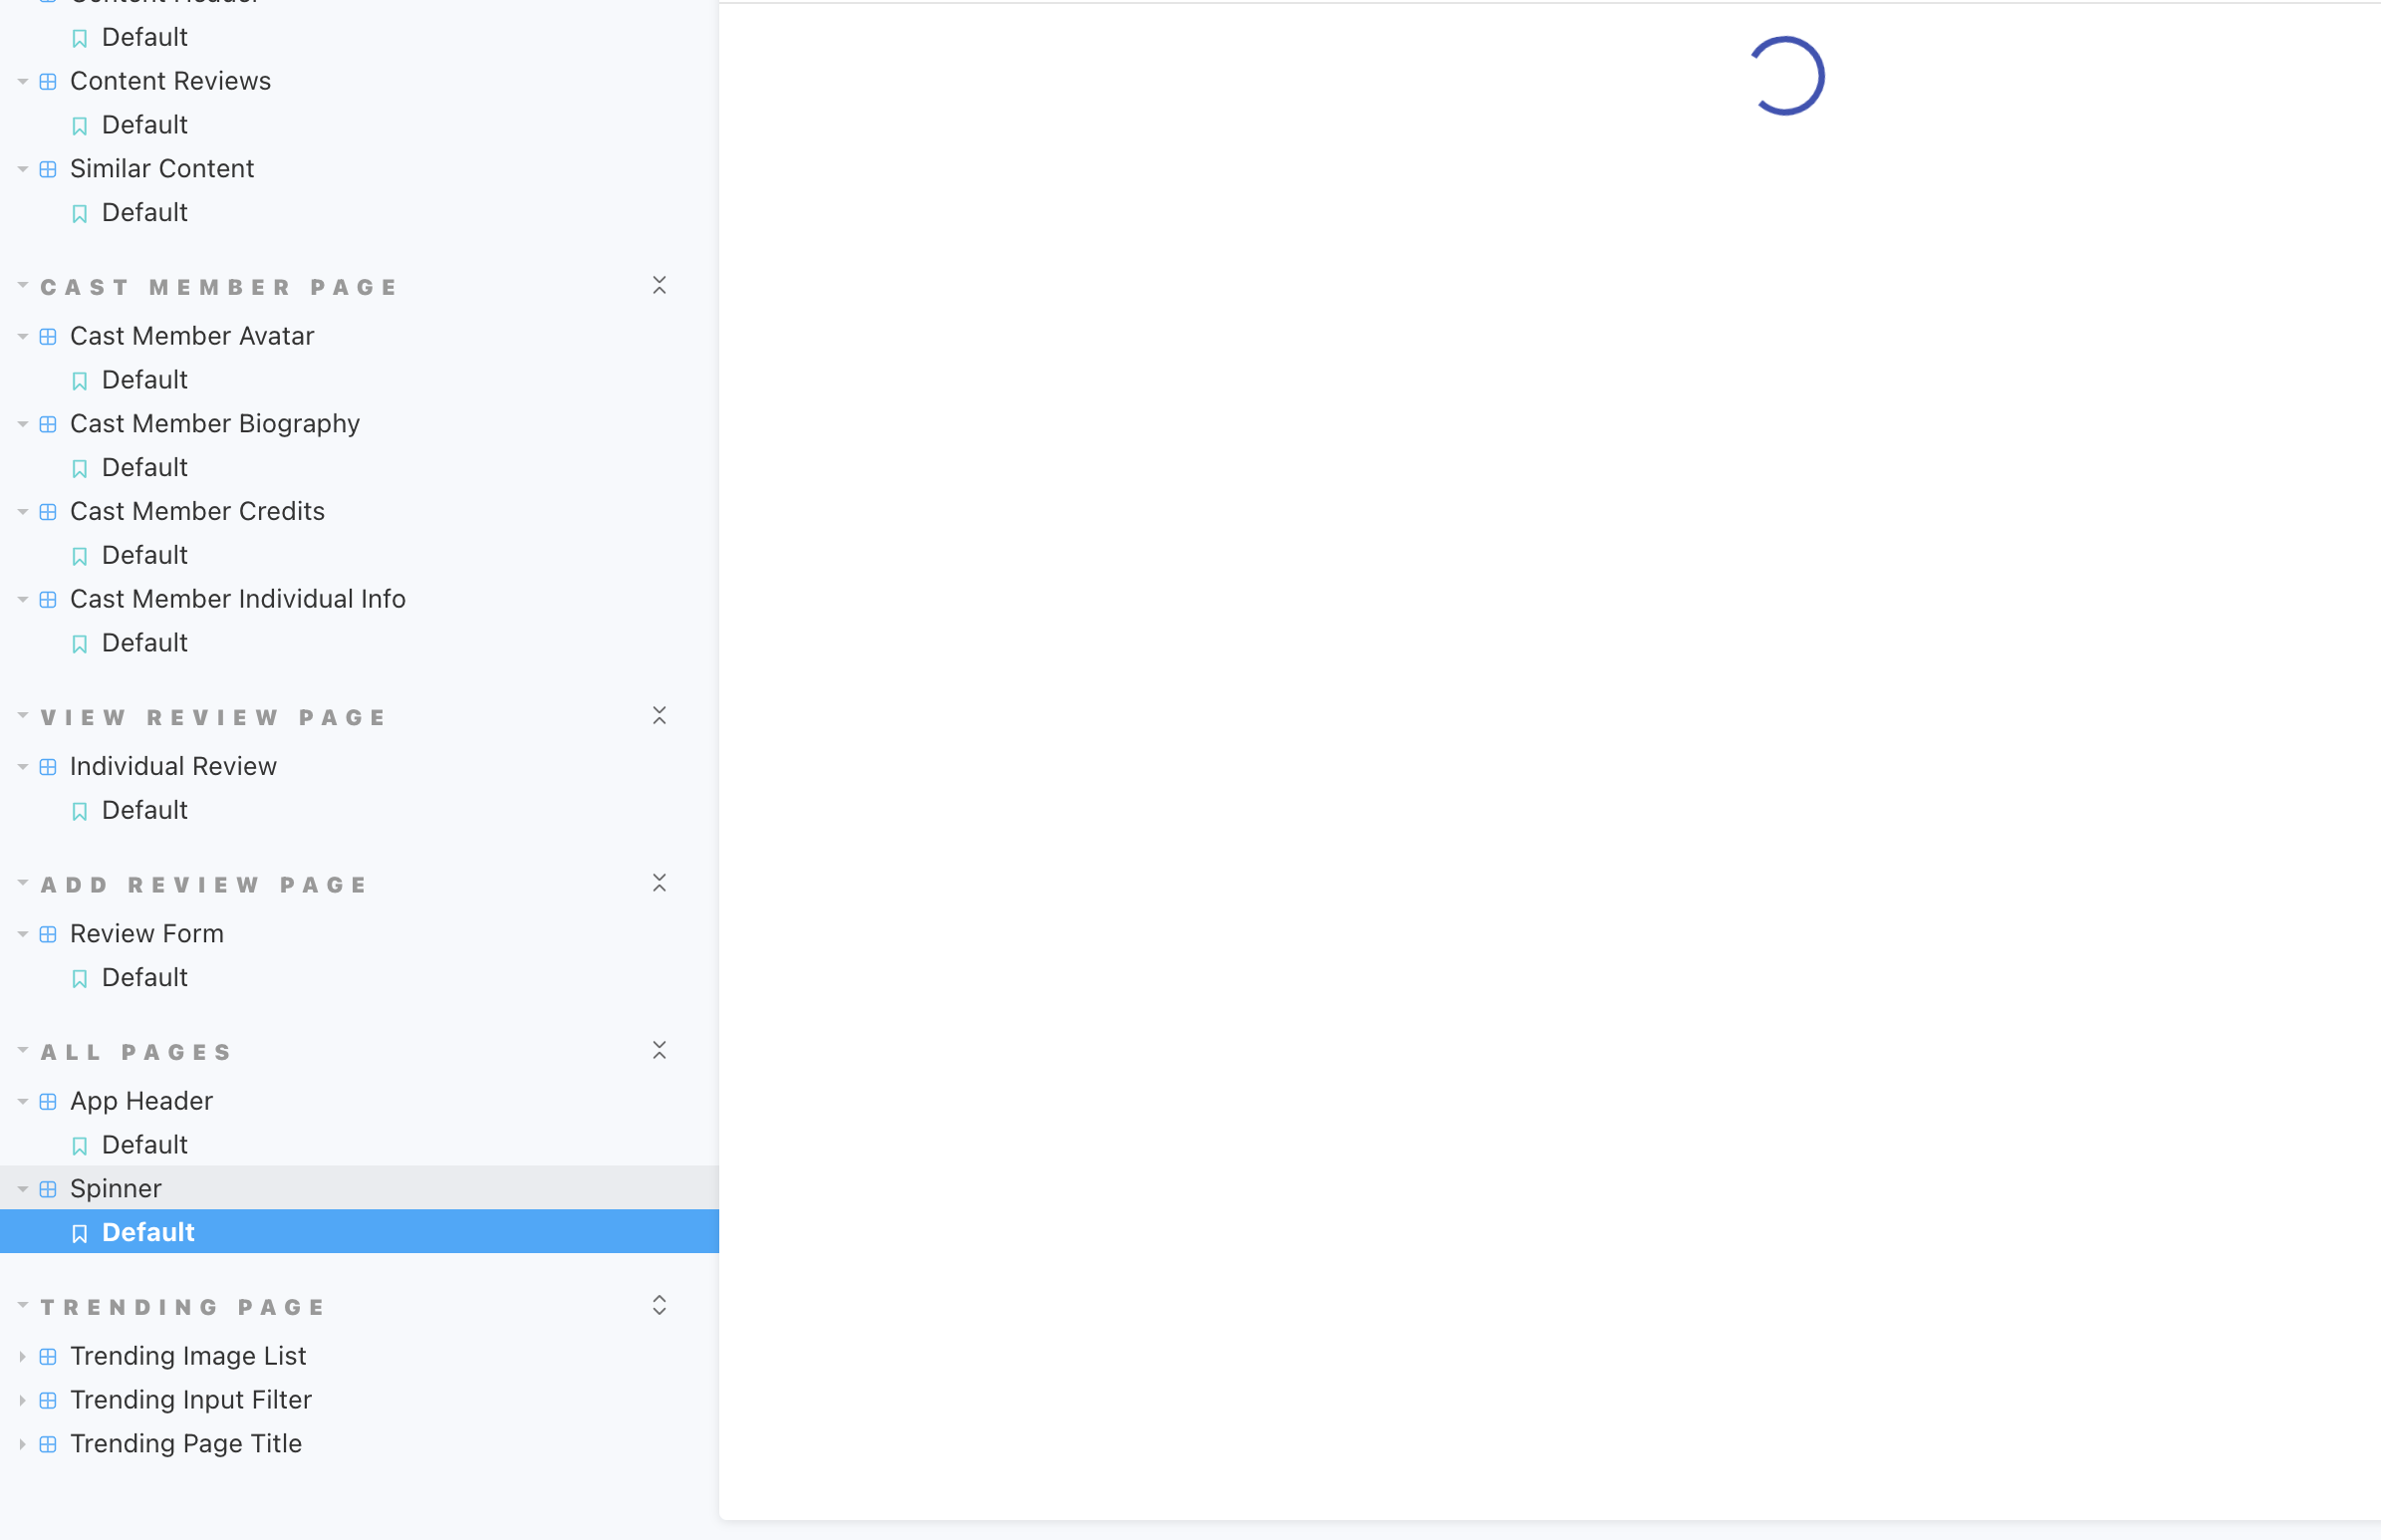 Content Header
Default
Content Reviews
Default
Similar Content
Default
CAST MEMBER PAGE
Cast Member Avatar
Default
Cast Member Biography
Default
Cast Member Credits
Default
Cast Member Individual Info
Default
VIEW REVIEW PAGE
Individual Review
Default
ADD REVIEW PAGE
Review Form
Default
ALL PAGES
App Header
Default
Spinner
Default
TRENDING PAGE
Trending Image List
Trending Input Filter
Trending Page Title